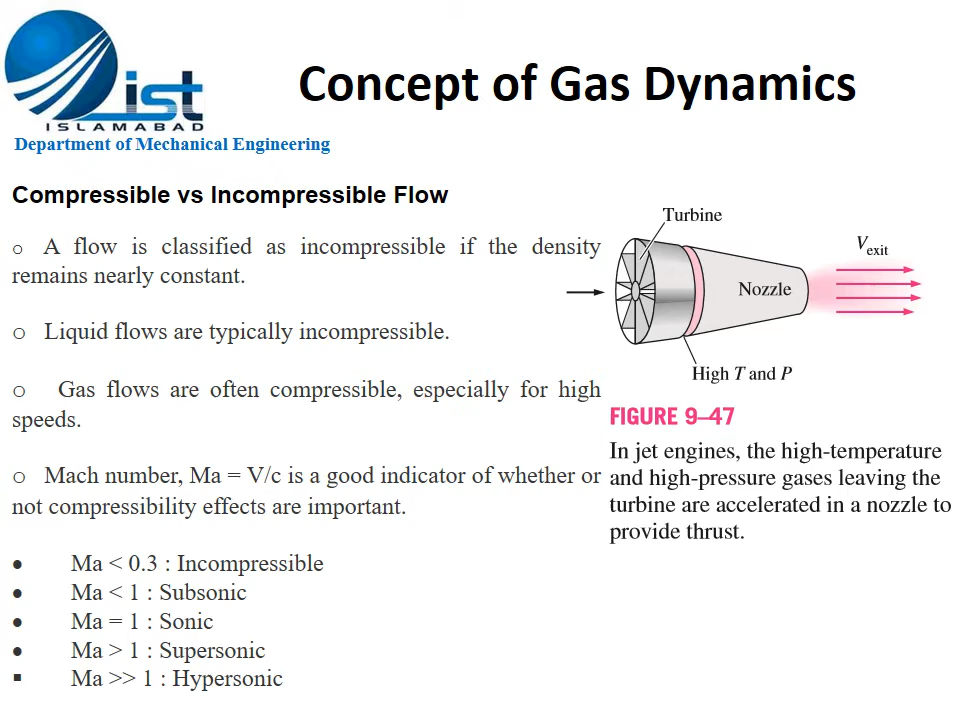 ist
ISLAMABAD
Department of Mechanical Engineering
Concept of Gas Dynamics
Compressible vs Incompressible Flow
o A flow is classified as incompressible if the density
remains nearly constant.
o Liquid flows are typically incompressible.
o Gas flows are often compressible, especially for high
speeds.
o Mach number, Ma = V/c is a good indicator of whether or
not compressibility effects are important.
• Ma < 0.3 : Incompressible
• Ma < 1 : Subsonic
• Ma = 1 : Sonic
• Ma > 1 : Supersonic
▪ Ma >> 1 : Hypersonic
Turbine
Vexit
Nozzle
High T and P
FIGURE 9–47
In jet engines, the high-temperature
and high-pressure gases leaving the
turbine are accelerated in a nozzle to
provide thrust.